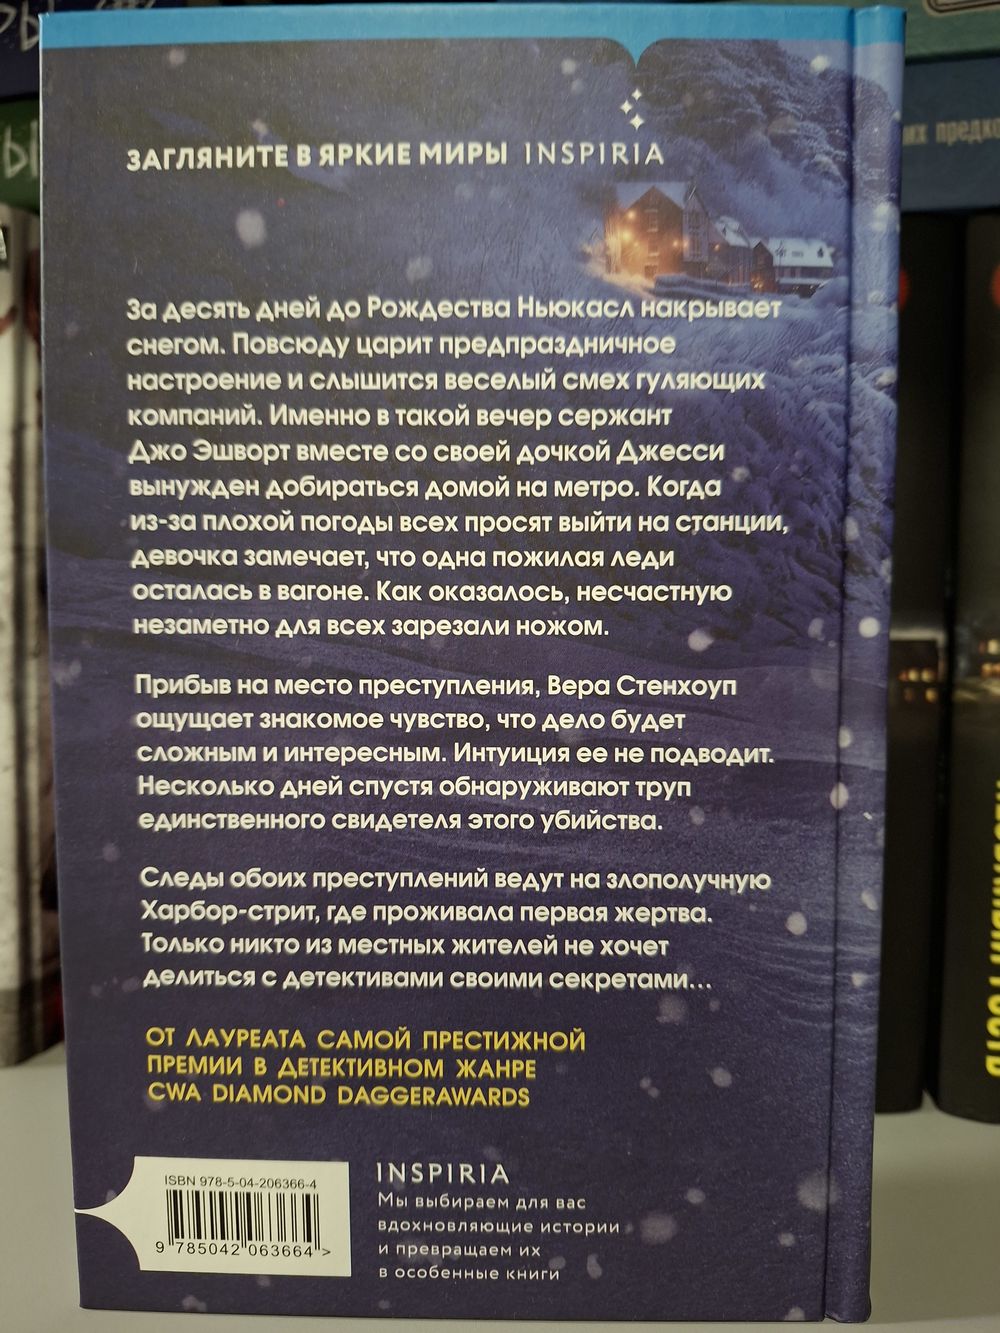 ЗАГЛЯНИТЕ В ЯРКИЕ МИРЫ INSPIRIA
За десять дней до Рождества Ньюкасл накрывает
снегом. Повсюду царит предпраздничное
настроение и слышится веселый смех гуляющих
компаний. Именно в такой вечер сержант
Джо Эшворт вместе со своей дочкой Джесси
вынужден добираться домой на метро. Когда
из-за плохой погоды всех просят выйти на станции,
девочка замечает, что одна пожилая леди
осталась в вагоне. Как оказалось, несчастную
незаметно для всех зарезали ножом.
Прибыв на место преступления, Вера Стенхоуп
ощущает знакомое чувство, что дело будет
сложным и интересным. Интуиция ее не подводит.
Несколько дней спустя обнаруживают труп
единственного свидетеля этого убийства.
Следы обоих преступлений ведут на злополучную
Харбор-стрит, где проживала первая жертва.
Только никто из местных жителей не хочет
делиться с детективами своими секретами...
ОТ ЛАУРЕАТА САМОЙ ПРЕСТИЖНОЙ
ПРЕМИИ В ДЕТЕКТИВНОМ ЖАНРЕ
CWA DIAMOND DAGGERAWARDS
ISBN 978-5-04-206366-4
9 785042 063664 >
INSPIRIA
Мы выбираем для вас
вдохновляющие истории
и превращаем их
в особенные книги
их предко